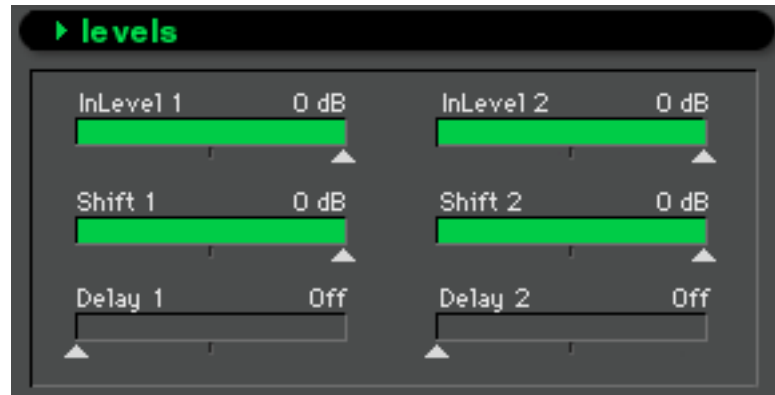 levels
InLevel 1 0 dB InLevel 2 0 dB
Shift 1 0 dB Shift 2 0 dB
Delay 1 Off Delay 2 Off